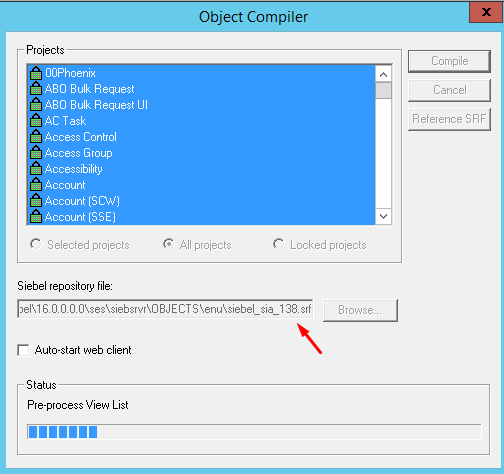 Object Compiler
x
Projects
00Phoenix
ABO Bulk Request
ABO Bulk Request UI
AC Task
Access Control
Access Group
Accessibility
Account
Account (SCW)
Account (SSE)
Compile
Cancel
Reference SRF
Selected projects All projects Locked projects
Siebel repository file:
bel\16.0.0.0.0\ses\siebsrvr\OBJECTS\enu\siebel_sia_138.srf
Browse...
Auto-start web client
Status
Pre-process View List